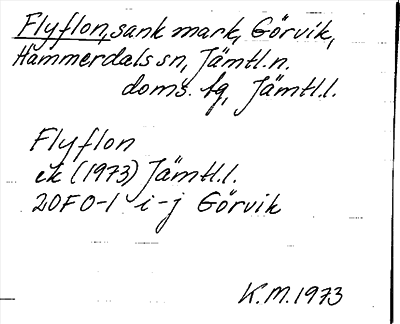 Flyflon, sank mark, Görvik,
Hammerdals sn, Jämtl.n.
doms. fg, Jämtl.l.
Flyflon
ek (1973) Jämtl.l.
20F0-1 i-j Görvik
K.M.1973